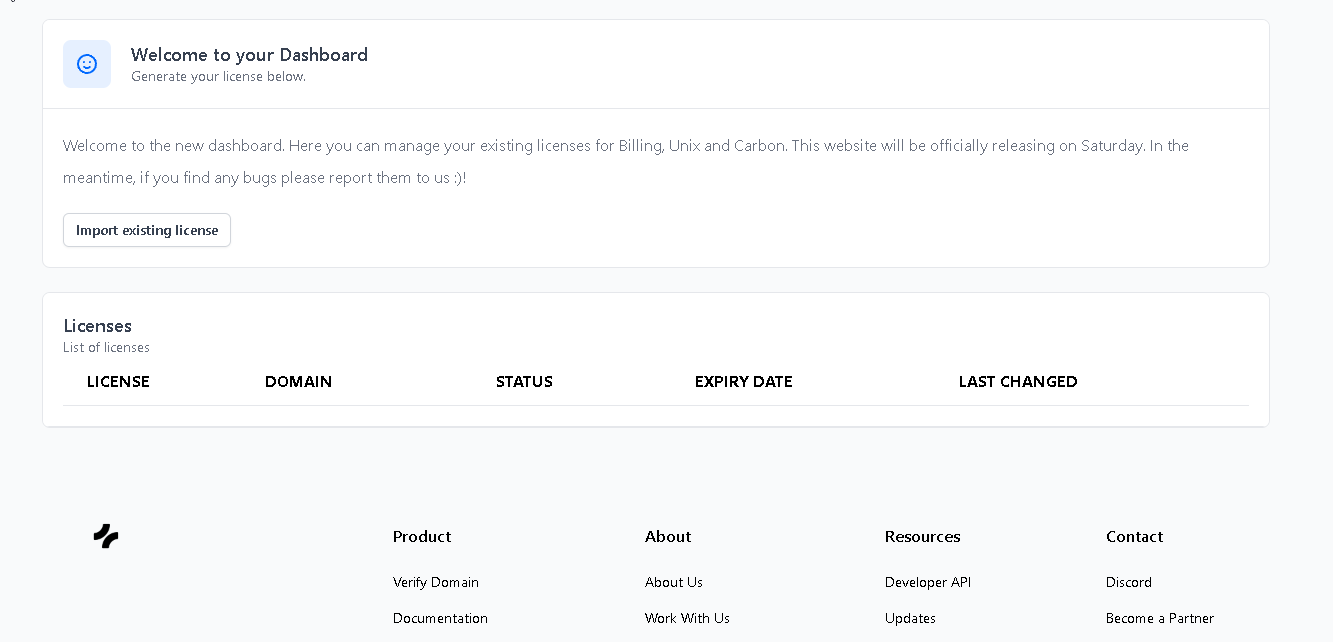 Welcome to your Dashboard
Generate your license below.
Welcome to the new dashboard. Here you can manage your existing licenses for Billing, Unix and Carbon. This website will be officially releasing on Saturday. In the
meantime, if you find any bugs please report them to us :)!
Import existing license
Licenses
List of licenses
LICENSE DOMAIN STATUS EXPIRY DATE LAST CHANGED
Product About Resources Contact
Verify Domain About Us Developer API Discord
Documentation Work With Us Updates Become a Partner